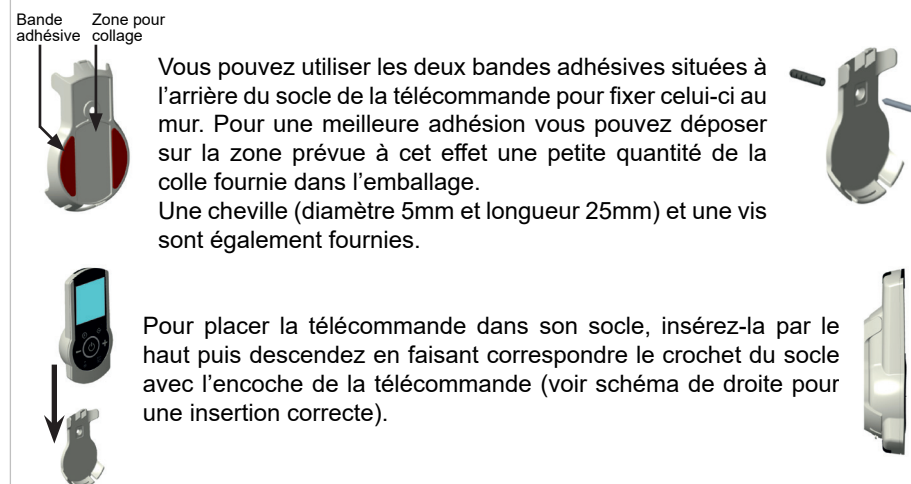 Bande
adhésive
Zone pour
collage
Vous pouvez utiliser les deux bandes adhésives situées à
l’arrière du socle de la télécommande pour fixer celui-ci au
mur. Pour une meilleure adhésion vous pouvez déposer
sur la zone prévue à cet effet une petite quantité de la
colle fournie dans l’emballage.
Une cheville (diamètre 5mm et longueur 25mm) et une vis
sont également fournies.
Pour placer la télécommande dans son socle, insérez-la par le
haut puis descendez en faisant correspondre le crochet du socle
avec l’encoche de la télécommande (voir schéma de droite pour
une insertion correcte).